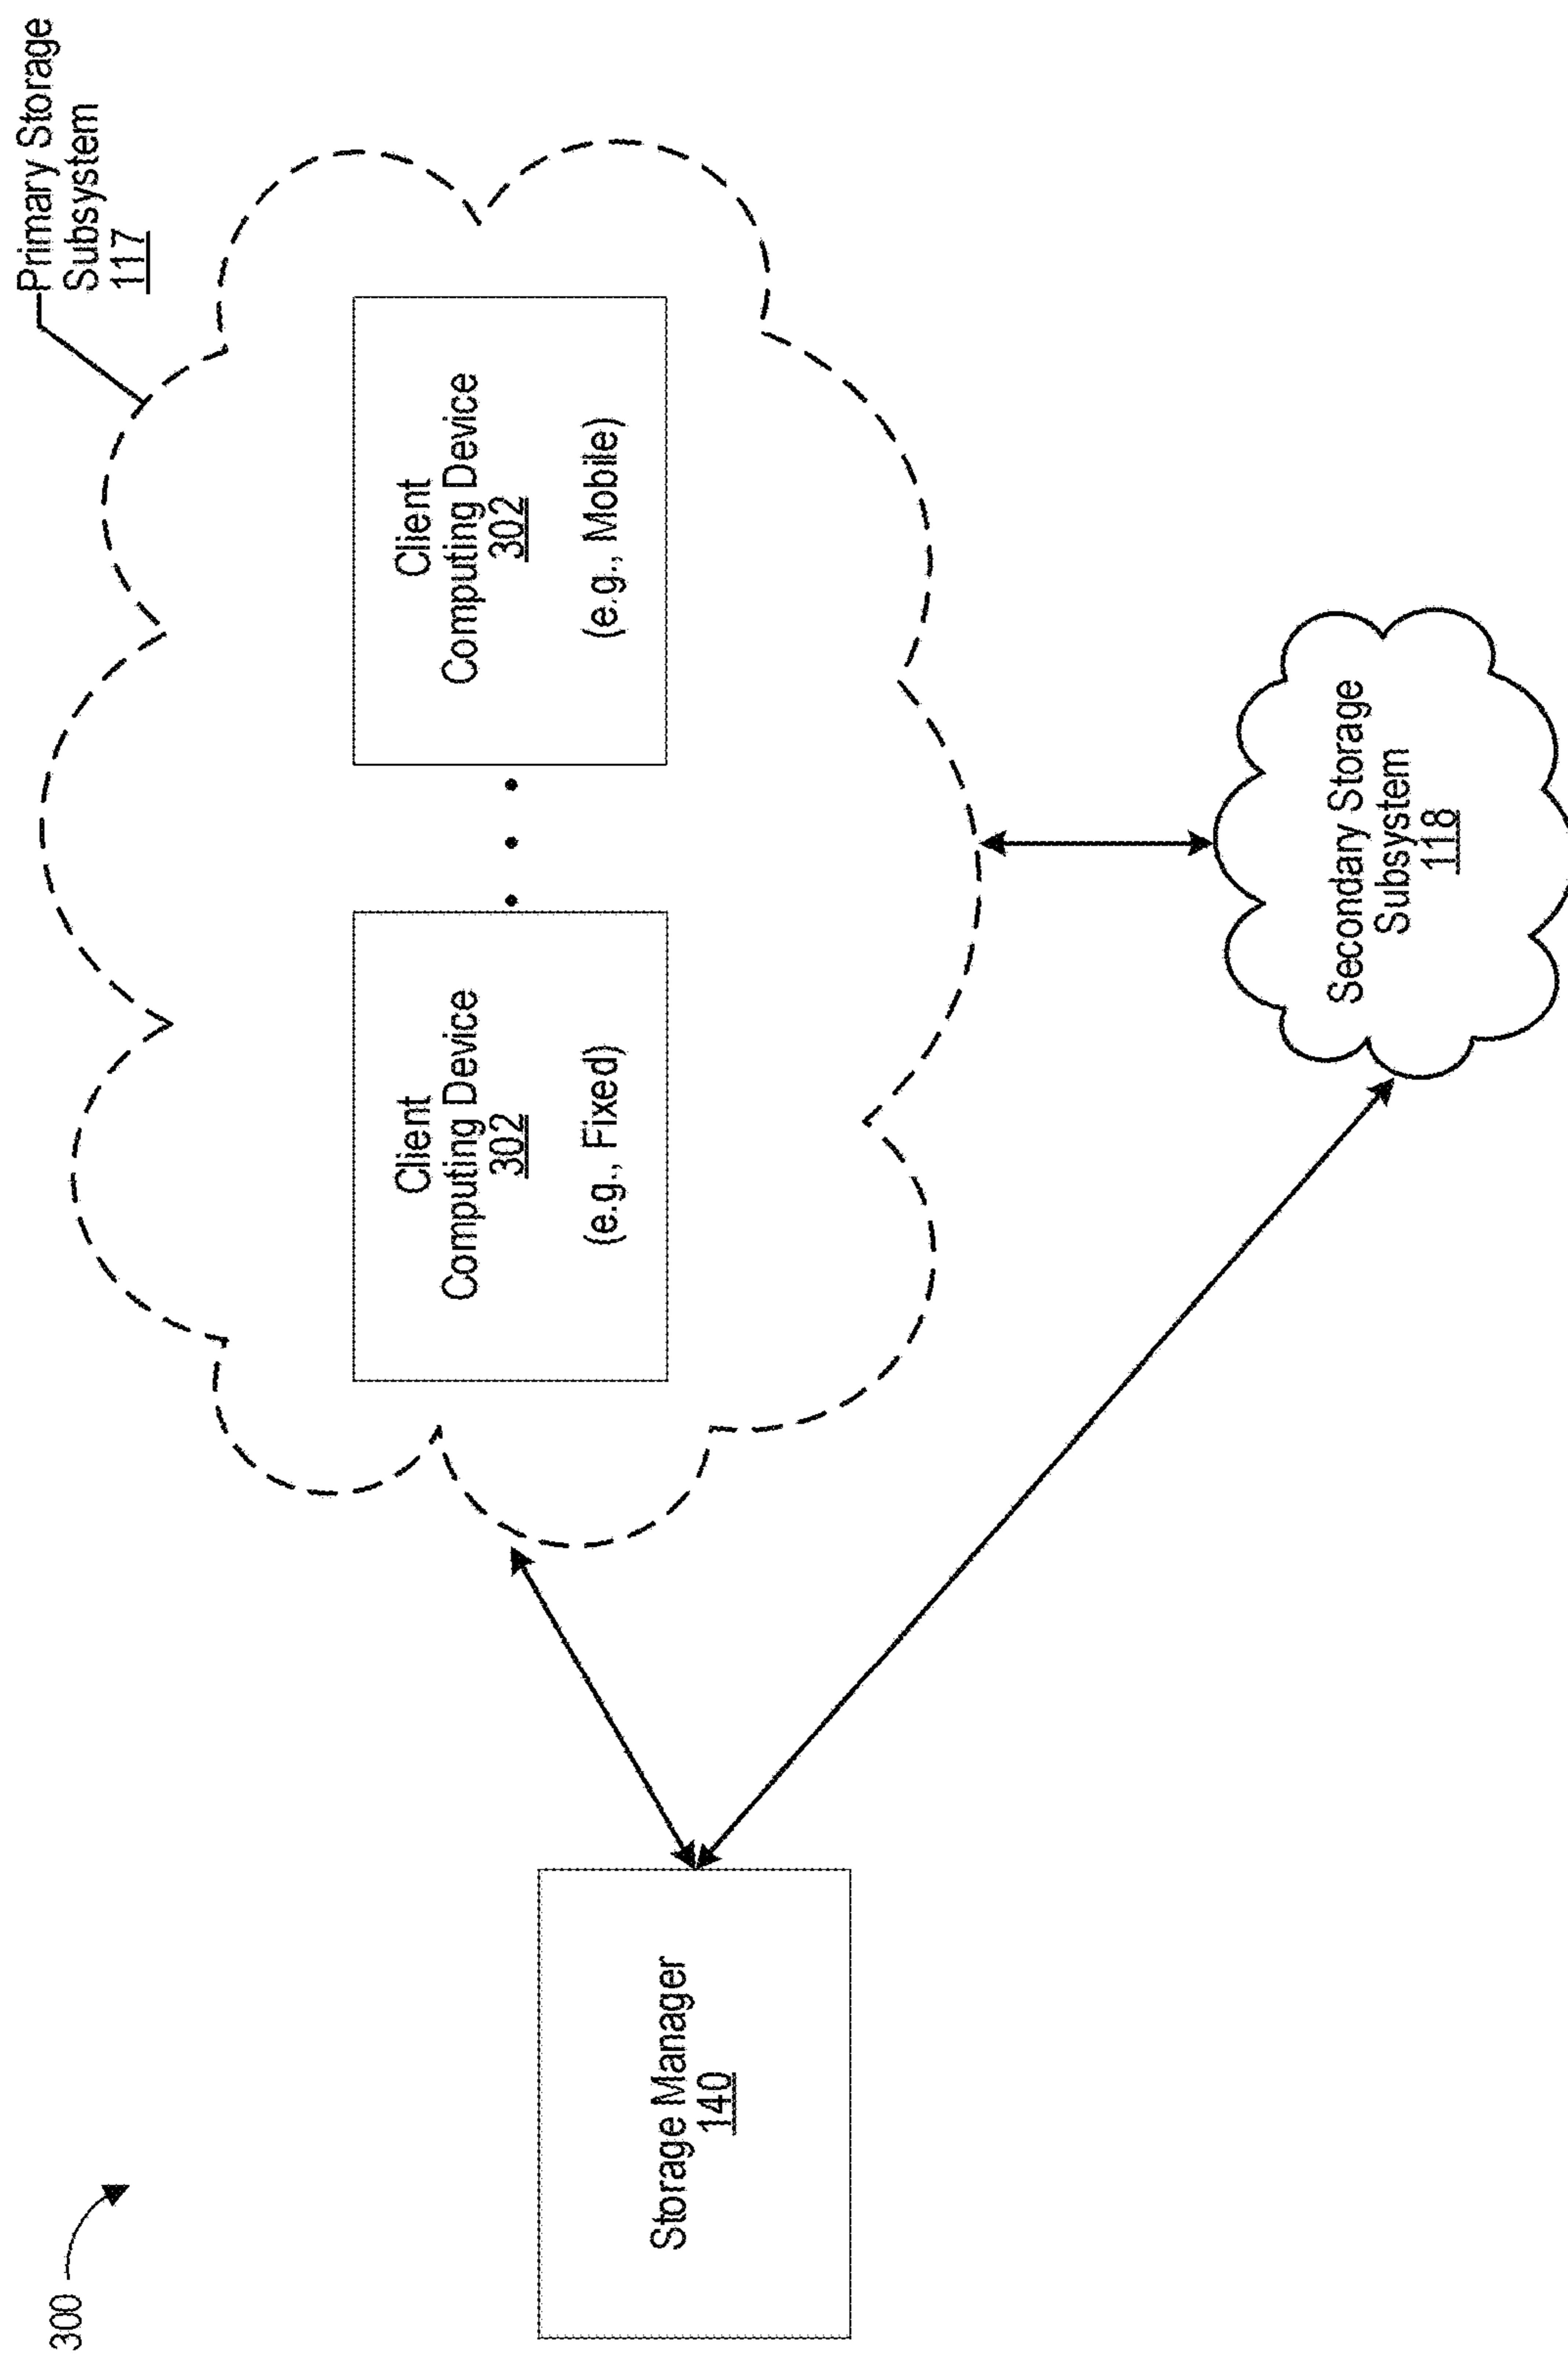 300
Primary Storage
Subsystem
117
Storage Manager
140
Client
Computing Device
302
(e.g., Fixed)
Client
Computing Device
302
(e.g., Mobile)
Secondary Storage
Subsystem
118